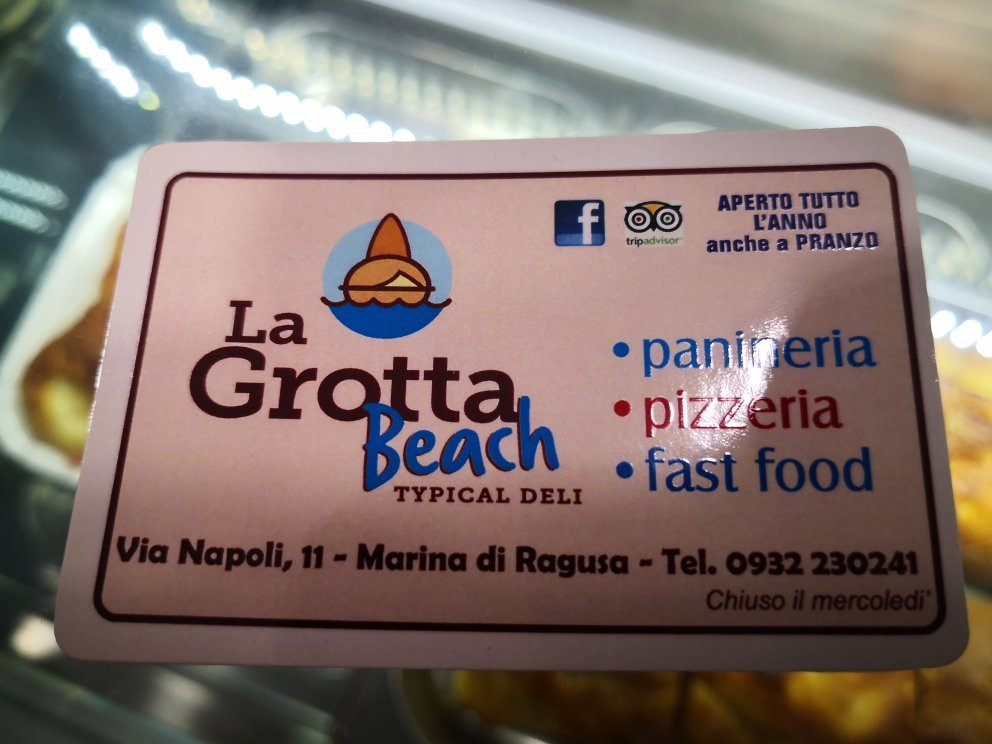 f
tripadvisor
APERTO TUTTO
L'ANNO
anche a PRANZO
La
Grotta
Beach
TYPICAL DELI
• panineria
• pizzeria
• fast food
Via Napoli, 11 - Marina di Ragusa - Tel. 0932 230241
Chiuso il mercoledi'